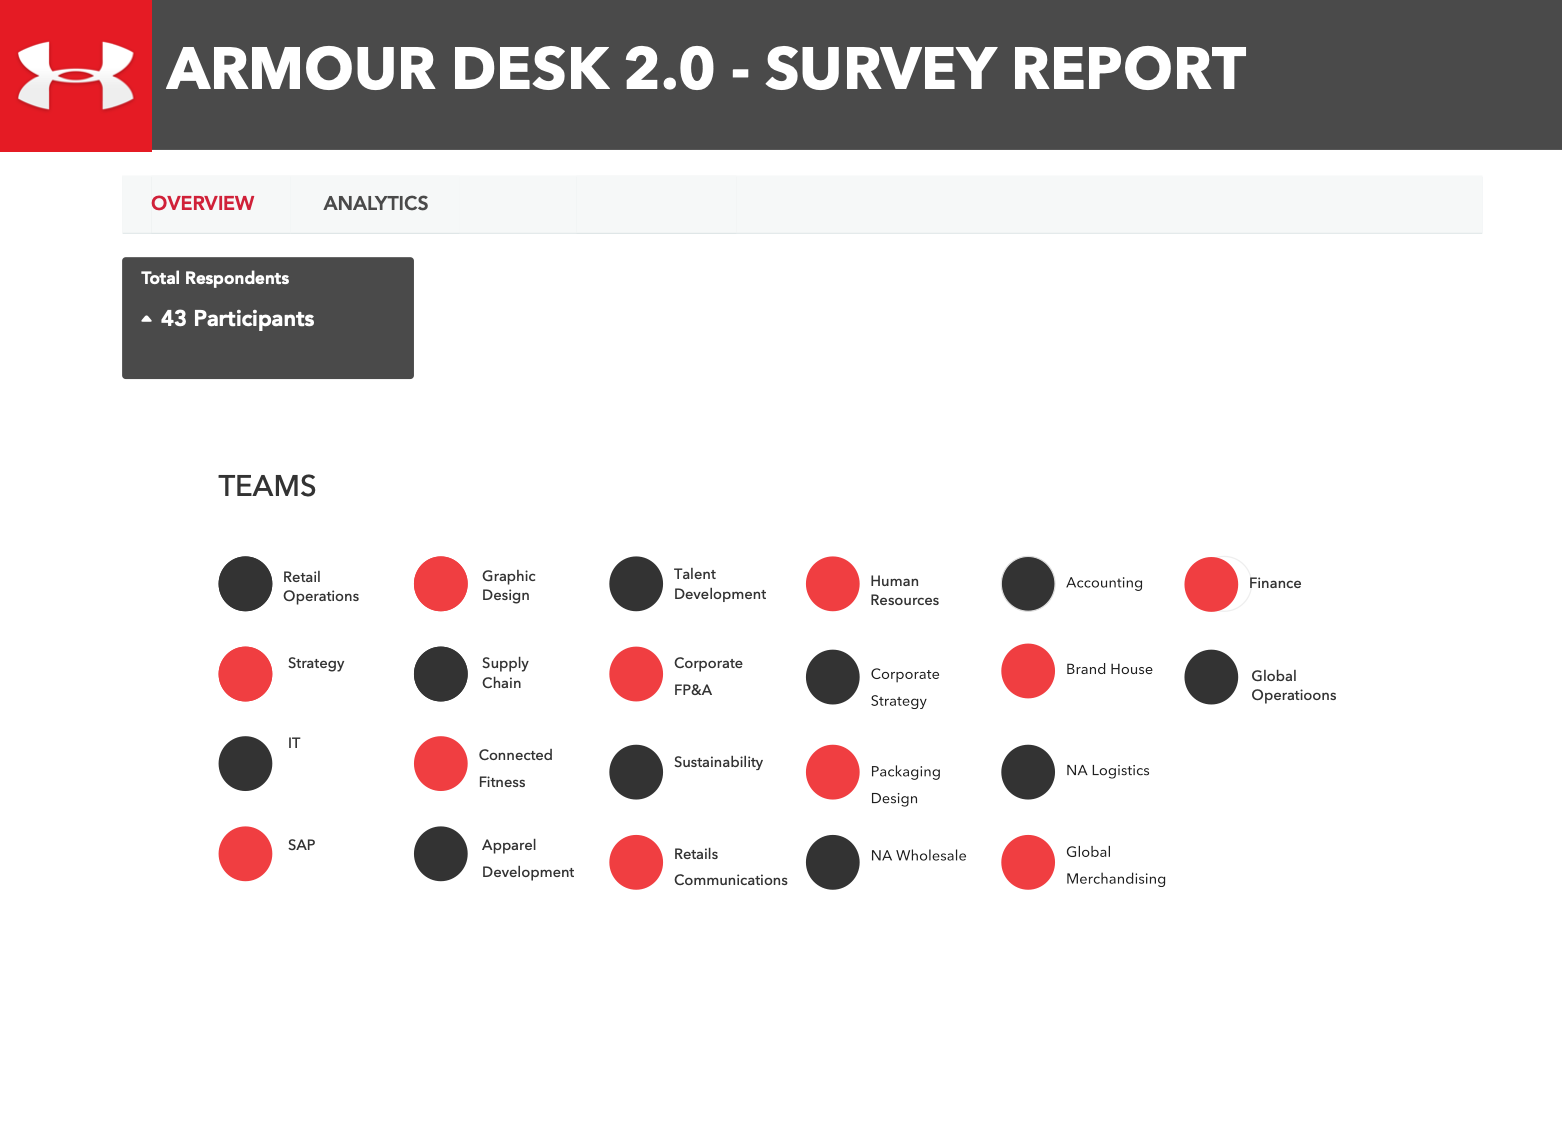 ARMOUR DESK 2.0 - SURVEY REPORT
OVERVIEW
ANALYTICS
Total Respondents
43 Participants
TEAMS
Retail
Operations
Graphic
Design
Talent
Development
Human
Resources
Accounting
Finance
Strategy
Supply
Chain
Corporate
FP&A
Corporate
Strategy
Brand House
Global
Operatioons
IT
Connected
Fitness
Sustainability
Packaging
Design
NA Logistics
SAP
Apparel
Development
Retails
Communications
NA Wholesale
Global
Merchandising